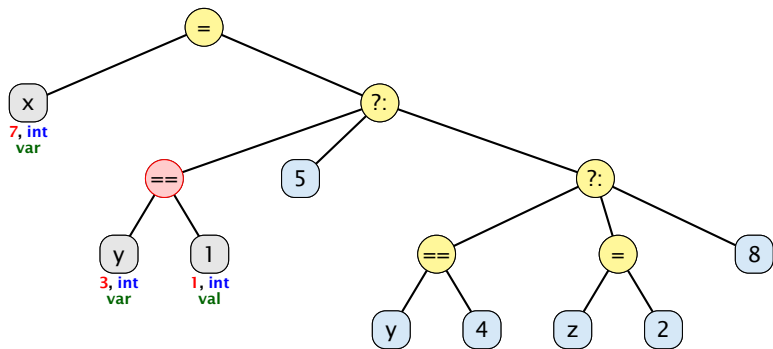 =
x
7, int
var
?:
==
5
?:
y
3, int
var
1
1, int
val
==
=
8
y
4
z
2